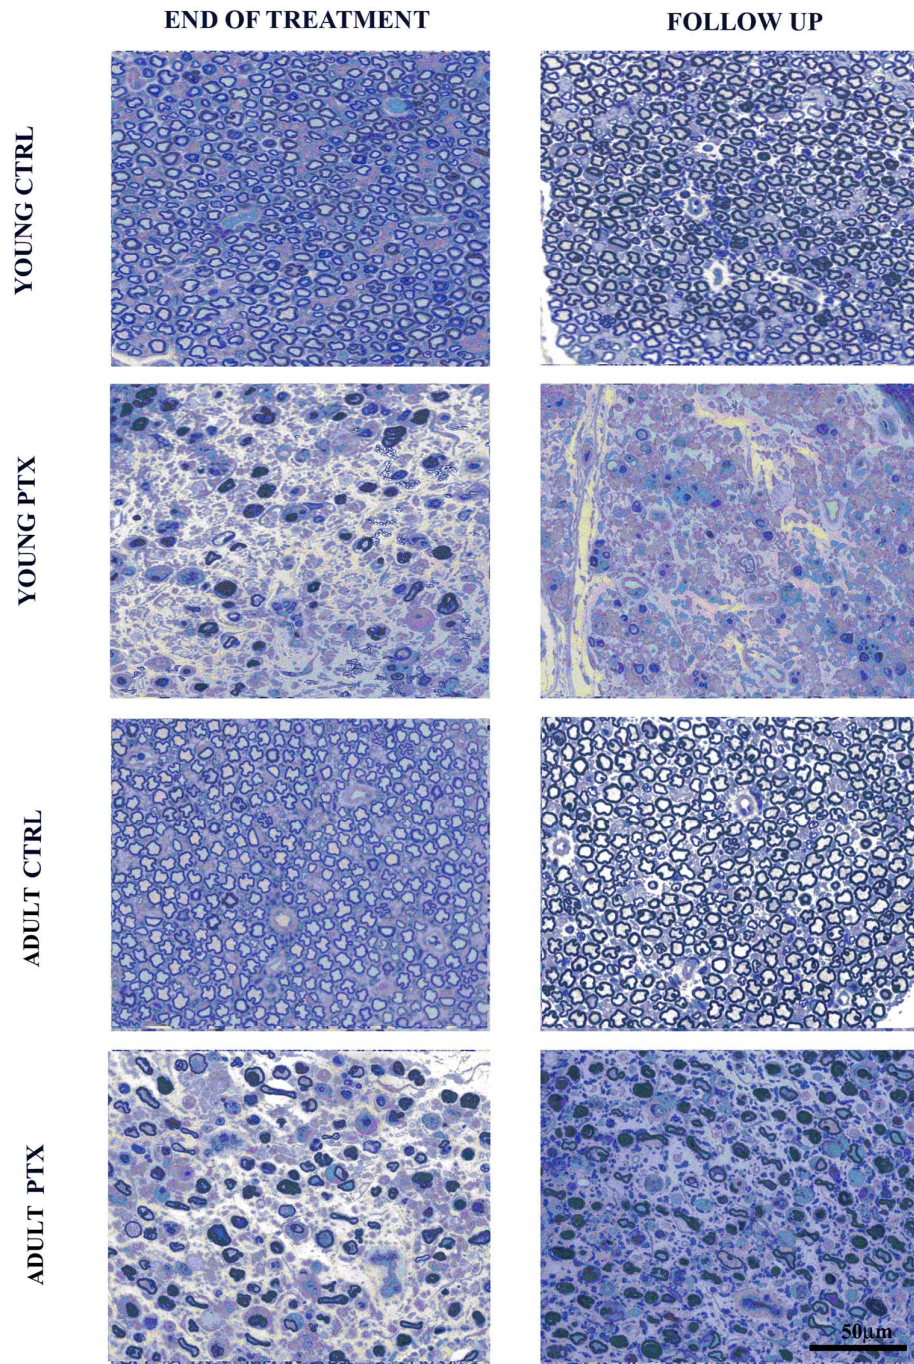 END OF TREATMENT
FOLLOW UP
YOUNG CTRL
YOUNG PTX
ADULT CTRL
ADULT PTX
50µm